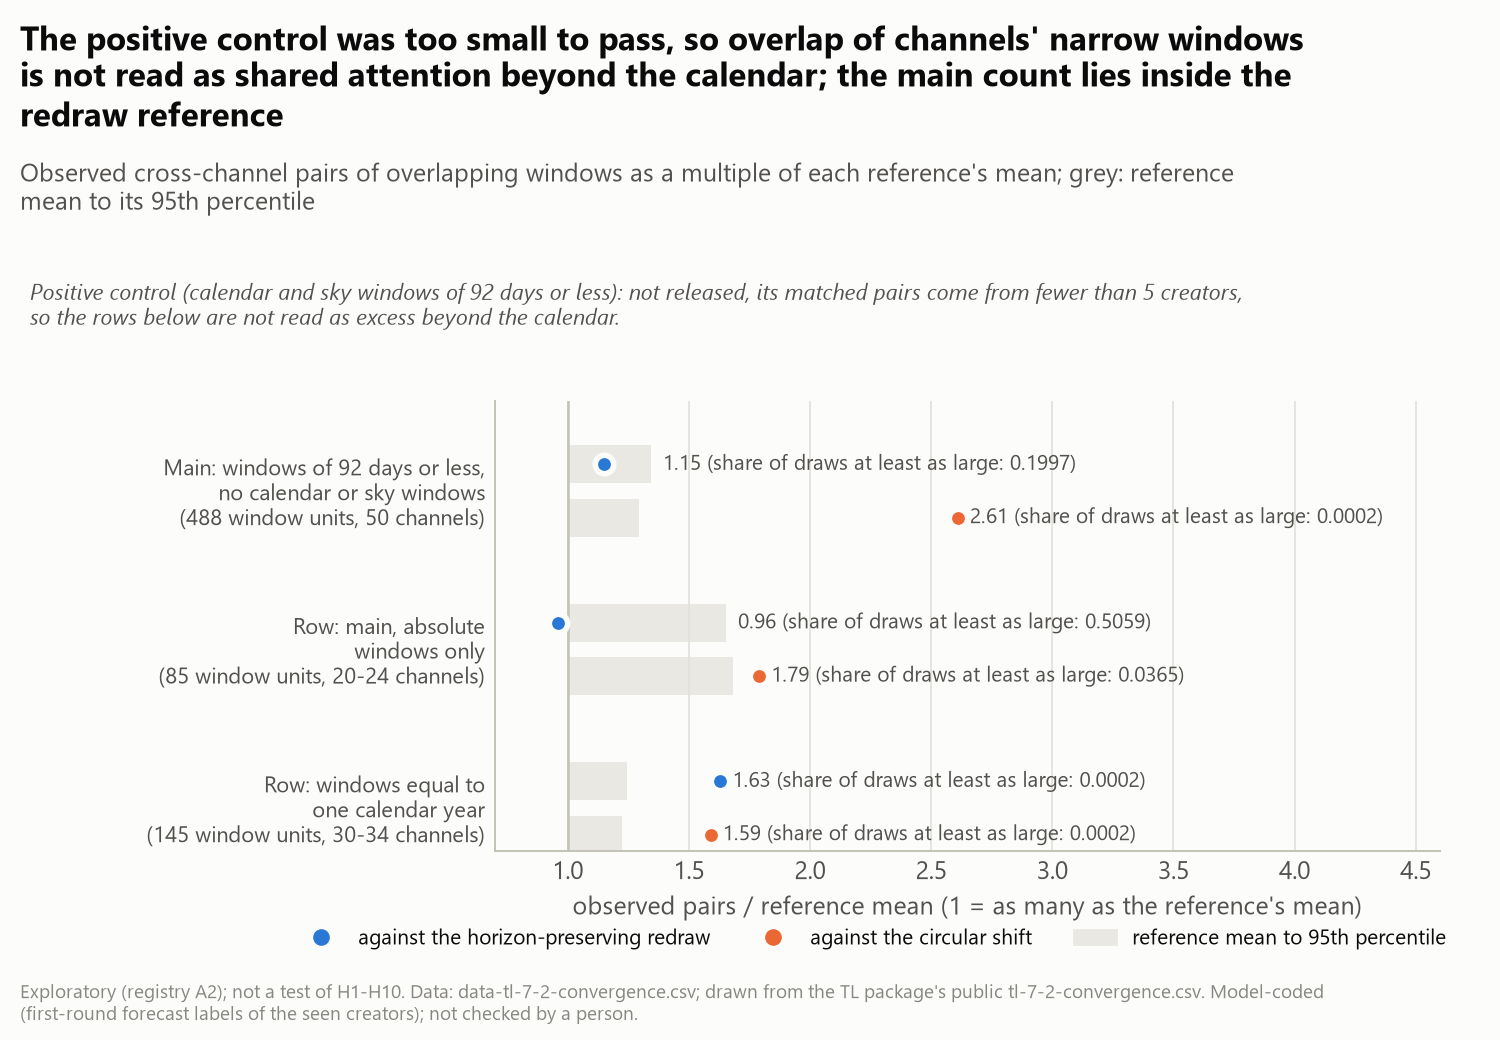 The positive control was too small to pass, so overlap of channels' narrow windows
is not read as shared attention beyond the calendar; the main count lies inside the
redraw reference
Observed cross-channel pairs of overlapping windows as a multiple of each reference's mean; grey: reference
mean to its 95th percentile
Positive control (calendar and sky windows of 92 days or less): not released, its matched pairs come from fewer than 5 creators,
so the rows below are not read as excess beyond the calendar.
Main: windows of 92 days or less,
no calendar or sky windows
(488 window units, 50 channels)
1.15 (share of draws at least as large: 0.1997)
2.61 (share of draws at least as large: 0.0002)
Row: main, absolute
windows only
(85 window units, 20-24 channels)
0.96 (share of draws at least as large: 0.5059)
1.79 (share of draws at least as large: 0.0365)
Row: windows equal to
one calendar year
(145 window units, 30-34 channels)
1.63 (share of draws at least as large: 0.0002)
1.59 (share of draws at least as large: 0.0002)
1.0 1.5 2.0 2.5 3.0 3.5 4.0 4.5
observed pairs / reference mean (1 = as many as the reference's mean)
against the horizon-preserving redraw against the circular shift reference mean to 95th percentile
Exploratory (registry A2); not a test of H1-H10. Data: data-tl-7-2-convergence.csv; drawn from the TL package's public tl-7-2-convergence.csv. Model-coded
(first-round forecast labels of the seen creators); not checked by a person.